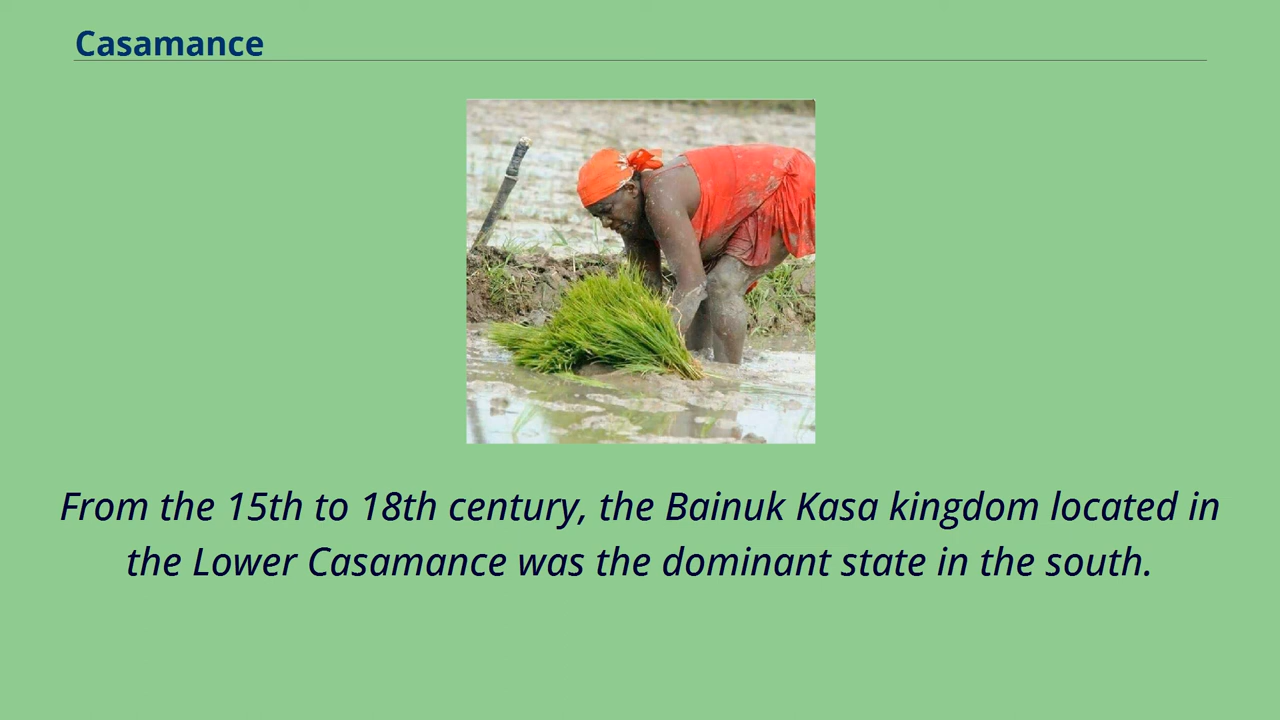 Casamance
From the 15th to 18th century, the Bainuk Kasa kingdom located in
the Lower Casamance was the dominant state in the south.